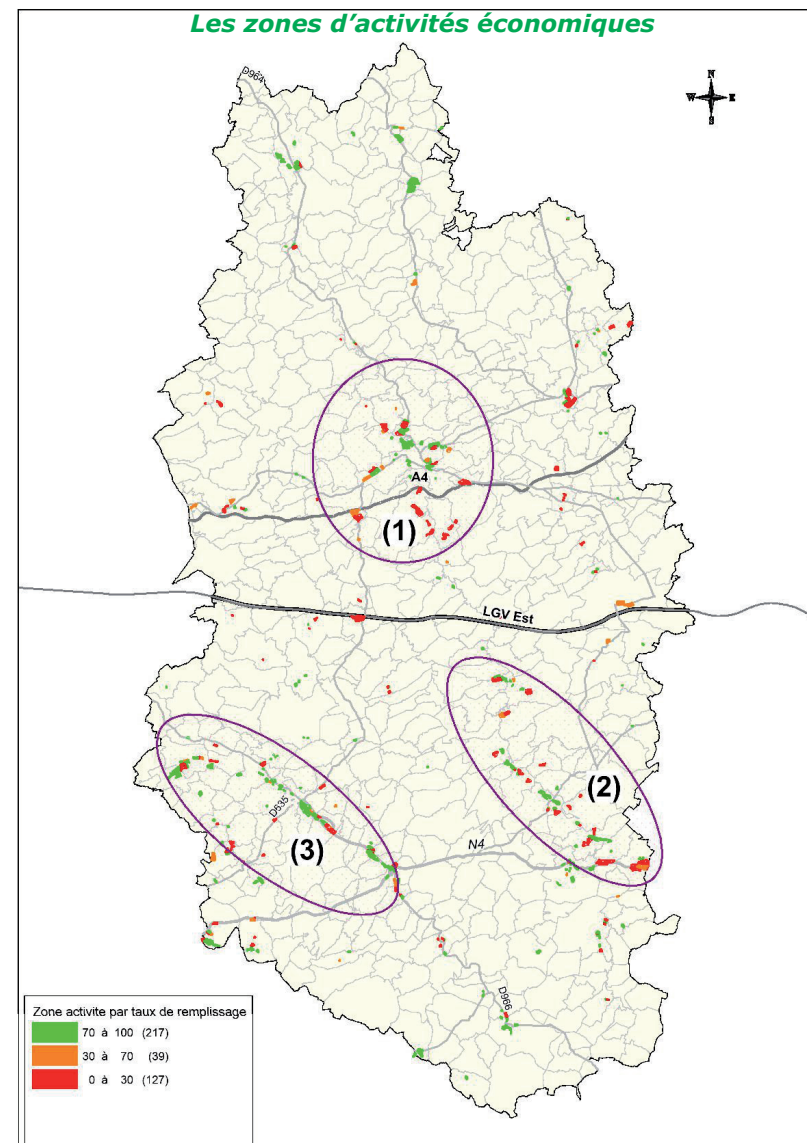 Les zones d'activités économiques
D964
N
W E
S
A4
(1)
LGV Est
(2)
D635
(3)
N4
D966
Zone activite par taux de remplissage
70 à 100 (217)
30 à 70 (39)
0 à 30 (127)